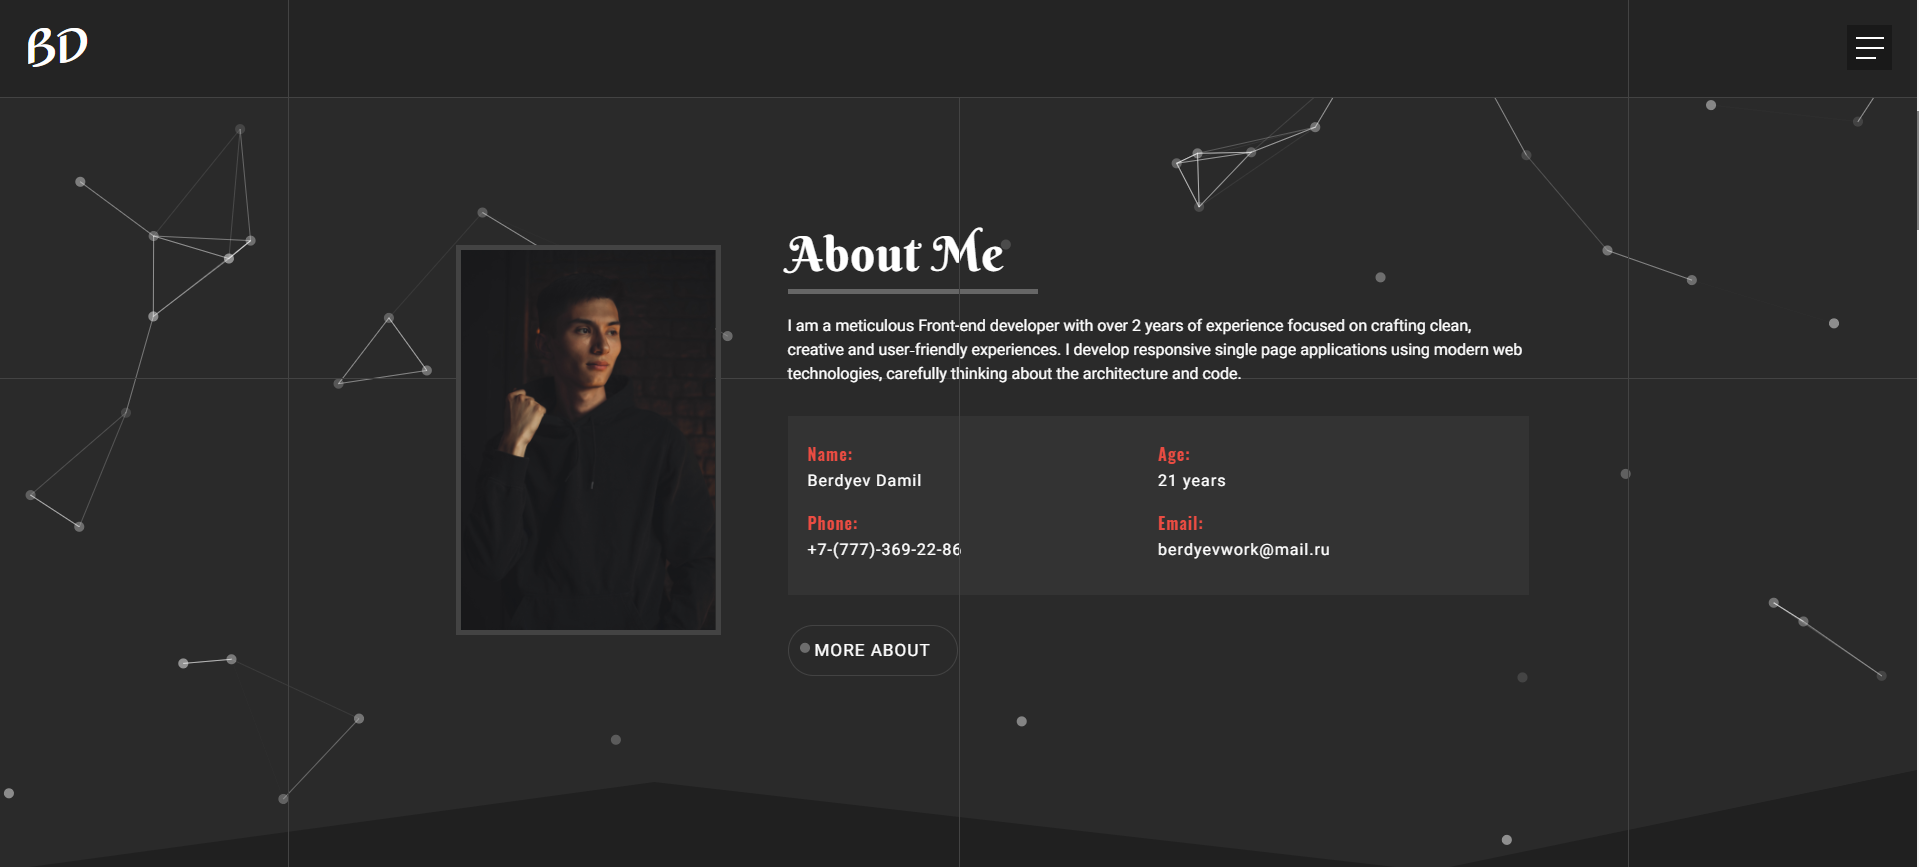 BD
About Me
I am a meticulous Front-end developer with over 2 years of experience focused on crafting clean,
creative and user-friendly experiences. I develop responsive single page applications using modern web
technologies, carefully thinking about the architecture and code.
Name:
Berdyev Damil
Age:
21 years
Phone:
+7-(777)-369-22-86
Email:
berdyevwork@mail.ru
MORE ABOUT